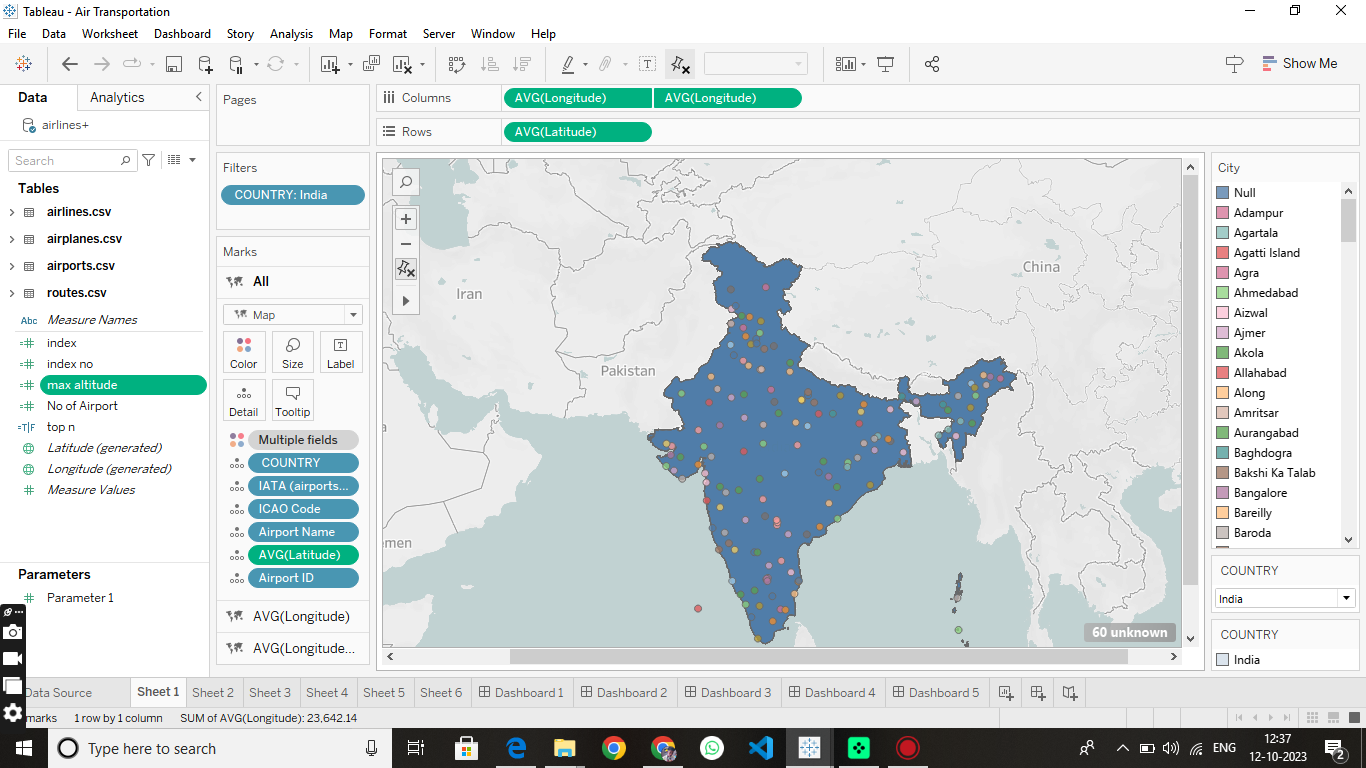 Tableau - Air Transportation
File Data Worksheet Dashboard Story Analysis Map Format Server Window Help
Show Me
Data Analytics
airlines+
Search
Tables
airlines.csv
airplanes.csv
airports.csv
routes.csv
Abc Measure Names
index
index no
max altitude
No of Airport
top n
Latitude (generated)
Longitude (generated)
Measure Values
Parameters
Parameter 1
Pages
Filters
COUNTRY: India
Marks
All
Map
Color Size Label
Detail Tooltip
Multiple fields
COUNTRY
IATA (airports...
ICAO Code
Airport Name
AVG(Latitude)
Airport ID
AVG(Longitude)
AVG(Longitude...
Columns AVG(Longitude) AVG(Longitude)
Rows AVG(Latitude)
China
Iran
Pakistan
emen
60 unknown
City
Null
Adampur
Agartala
Agatti Island
Agra
Ahmedabad
Aizwal
Ajmer
Akola
Allahabad
Along
Amritsar
Aurangabad
Baghdogra
Bakshi Ka Talab
Bangalore
Bareilly
Baroda
COUNTRY
India
COUNTRY
India
Data Source Sheet 1 Sheet 2 Sheet 3 Sheet 4 Sheet 5 Sheet 6 Dashboard 1 Dashboard 2 Dashboard 3 Dashboard 4 Dashboard 5
marks 1 row by 1 column SUM of AVG(Longitude): 23,642.14
Type here to search
ENG
12:37
12-10-2023
2